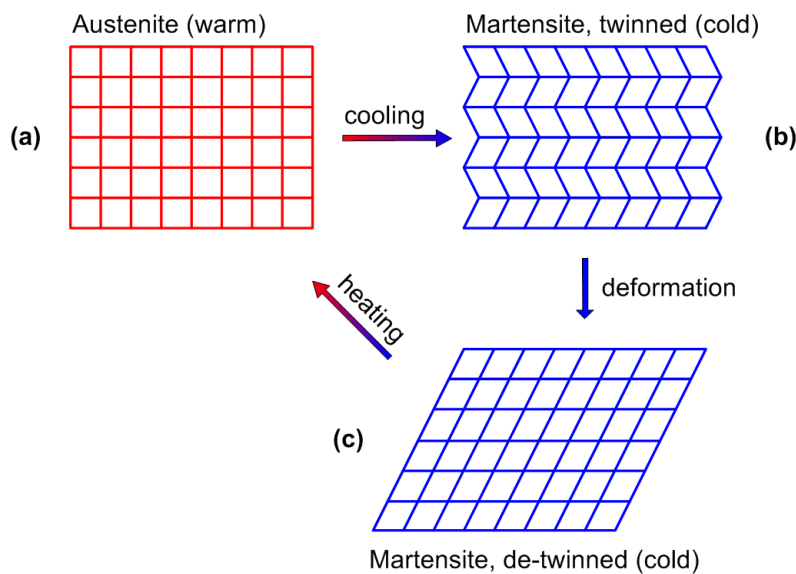 Austenite (warm)
Martensite, twinned (cold)
(a)
cooling
(b)
heating
deformation
(c)
Martensite, de-twinned (cold)